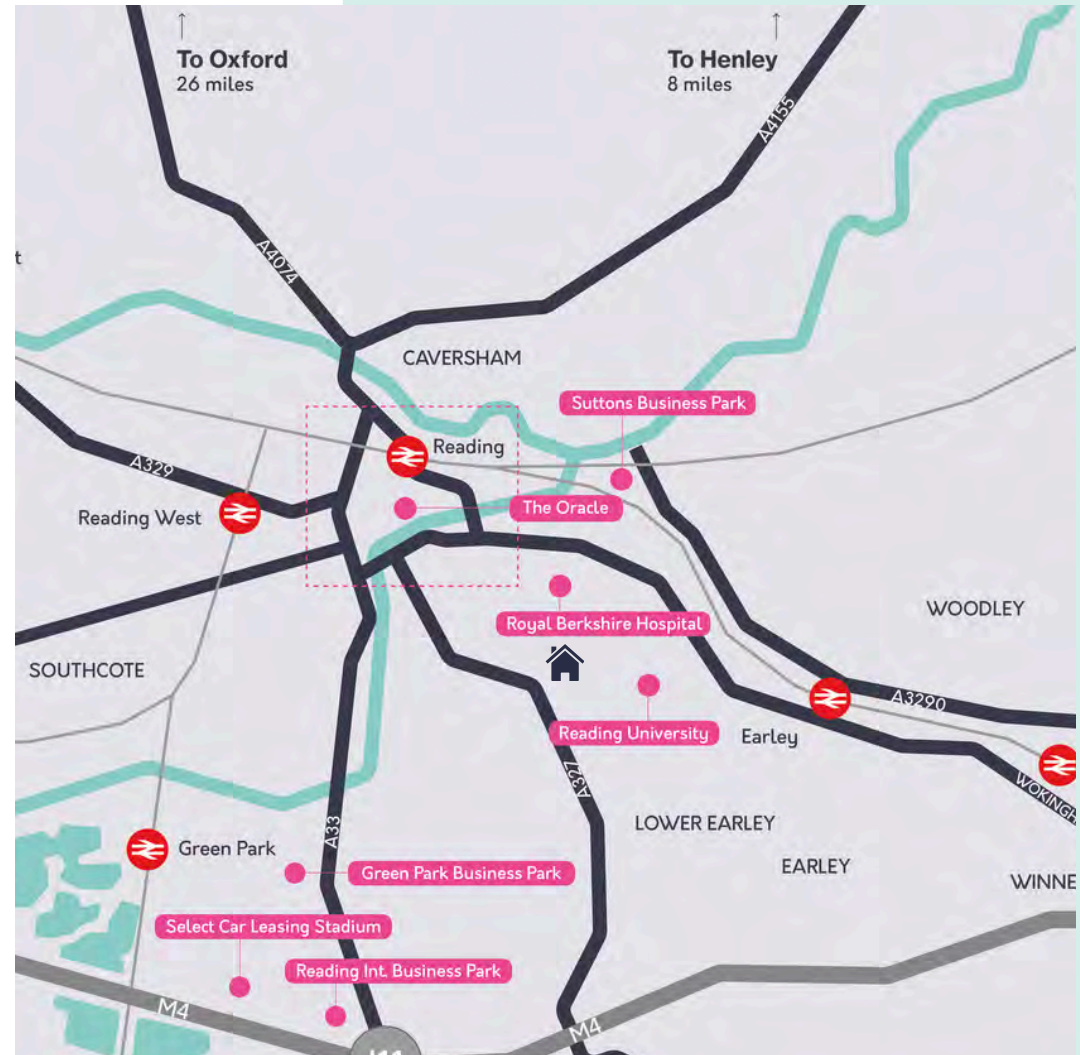 To Oxford
26 miles
To Henley
8 miles
A4155
A4074
t
CAVERSHAM
Suttons Business Park
Reading
A329
The Oracle
Reading West
WOODLEY
Royal Berkshire Hospital
SOUTHCOTE
A3290
Reading University
Earley
A327
WOKINGH
A33
LOWER EARLEY
Green Park
EARLEY
Green Park Business Park
WINNE
Select Car Leasing Stadium
Reading Int. Business Park
M4
M4